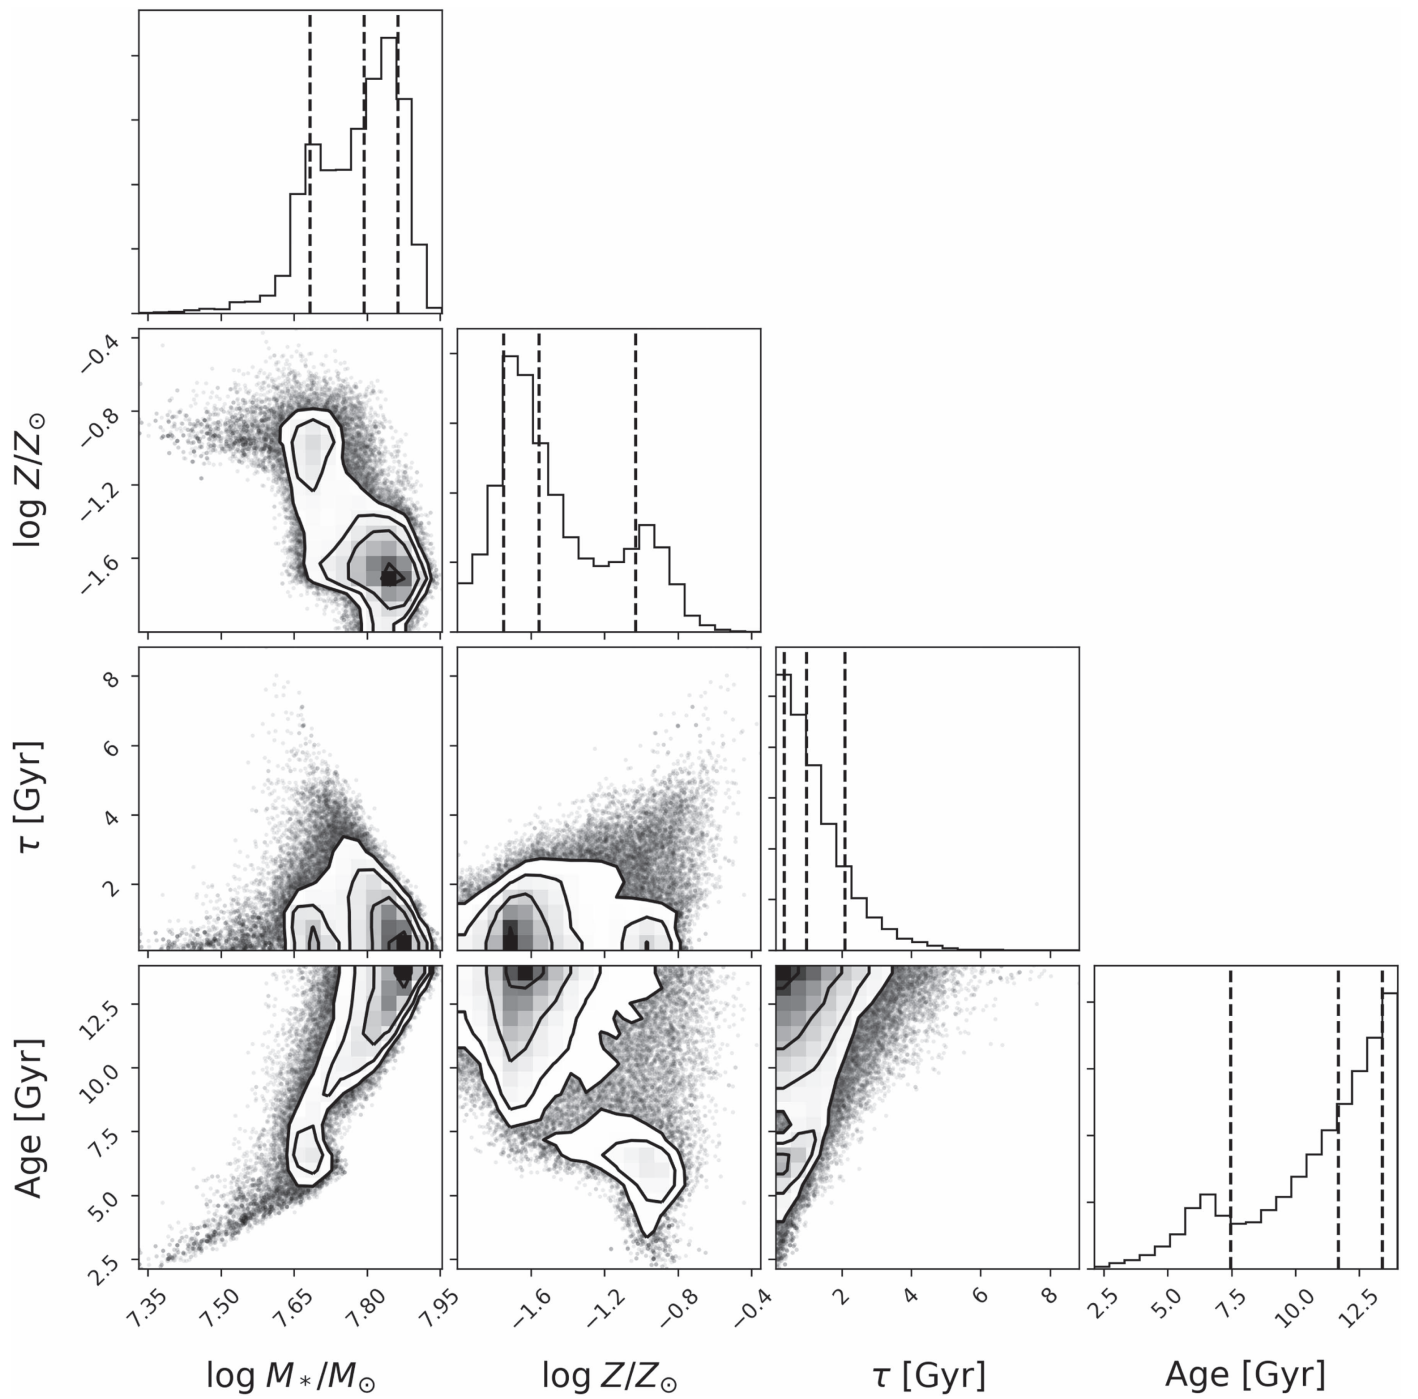 −0.4
−0.8
−1.2
−1.6
log Z/Z⊙
8
6
4
2
τ [Gyr]
12.5
10.0
7.5
5.0
2.5
Age [Gyr]
7.35 7.50 7.65 7.80 7.95
−1.6 −1.2 −0.8 −0.4
2 4 6 8
2.5 5.0 7.5 10.0 12.5
log M∗/M⊙
log Z/Z⊙
τ [Gyr]
Age [Gyr]